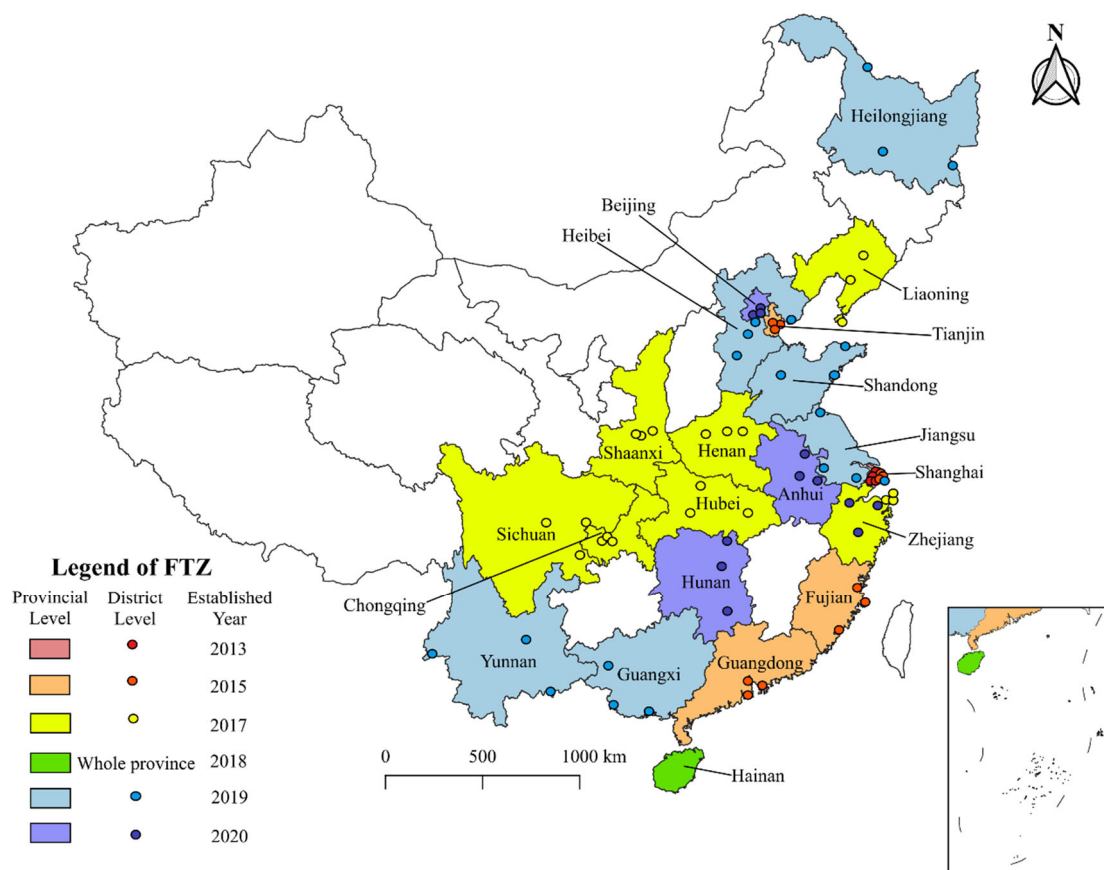 N
Heilongjiang
Beijing
Heibei
Liaoning
Tianjin
Shandong
Jiangsu
Shaanxi
Henan
Shanghai
Anhui
Hubei
Sichuan
Zhejiang
Legend of FTZ
Provincial Level
District Level
Established Year
Chongqing
Hunan
Fujian
2013
Yunnan
Guangxi
Guangdong
2015
2017
0 500 1000 km
Whole province 2018
Hainan
2019
2020